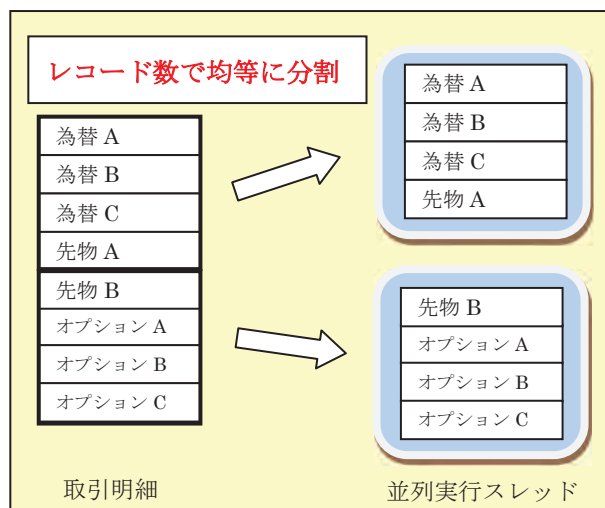 レコード数で均等に分割
為替 A
為替 B
為替 C
先物 A
先物 B
オプション A
オプション B
オプション C
取引明細
為替 A
為替 B
為替 C
先物 A
先物 B
オプション A
オプション B
オプション C
並列実行スレッド